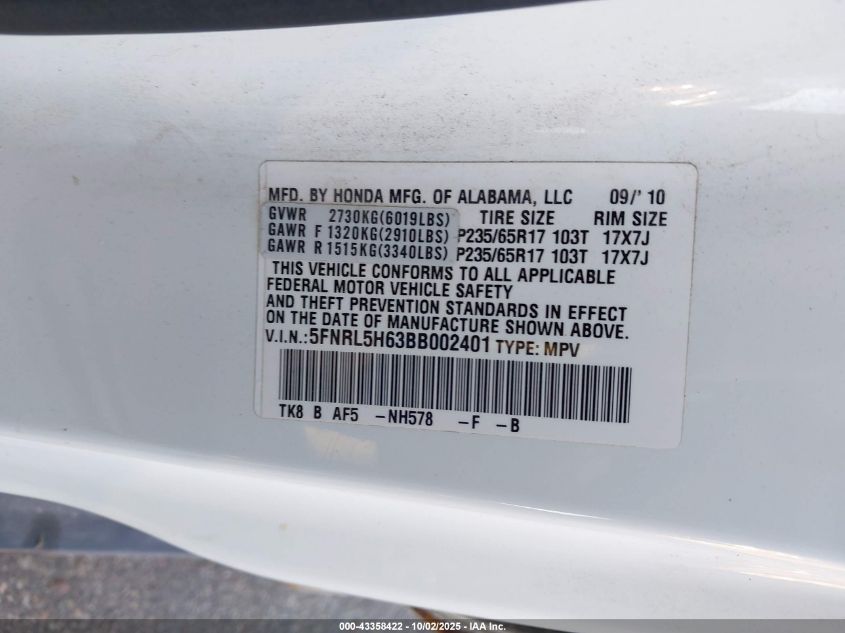 MFD. BY HONDA MFG. OF ALABAMA, LLC 09/' 10
GVWR 2730KG(6019LBS) TIRE SIZE RIM SIZE
GAWR F 1320KG(2910LBS) P235/65R17 103T 17X7J
GAWR R 1515KG(3340LBS) P235/65R17 103T 17X7J
THIS VEHICLE CONFORMS TO ALL APPLICABLE
FEDERAL MOTOR VEHICLE SAFETY
AND THEFT PREVENTION STANDARDS IN EFFECT
ON THE DATE OF MANUFACTURE SHOWN ABOVE.
V.I.N.:5FNRL5H63BB002401 TYPE: MPV
TK8 B AF5 -NH578 -F -B
000-43358422 - 10/02/2025 - IAA, Inc.